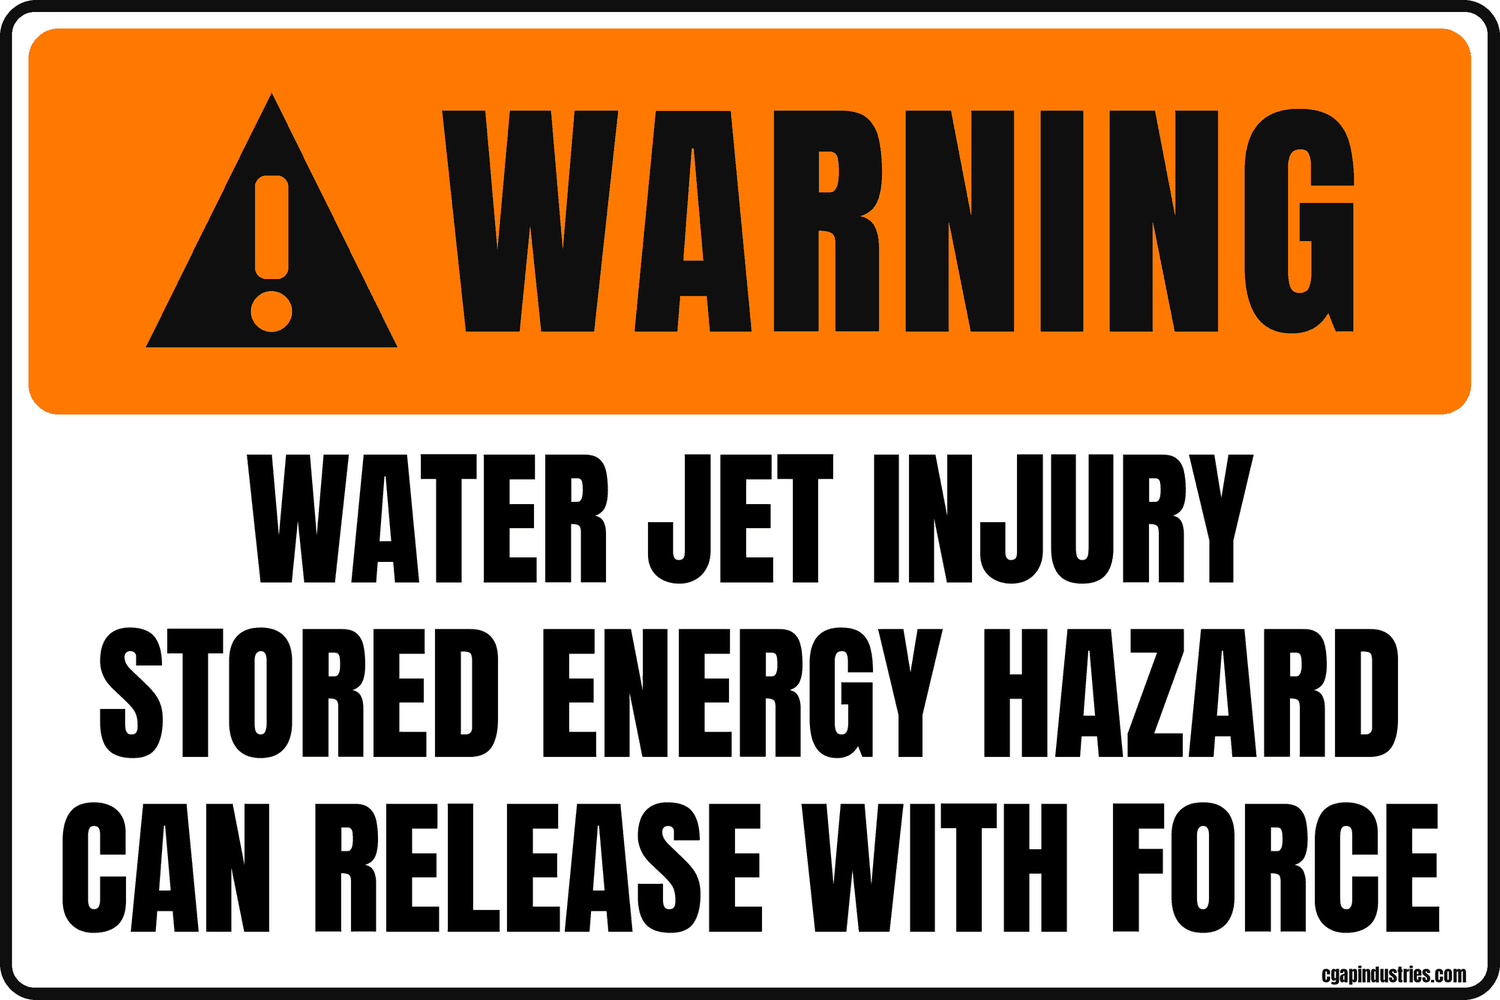 WARNING
WATER JET INJURY
STORED ENERGY HAZARD
CAN RELEASE WITH FORCE
cgapindustries.com